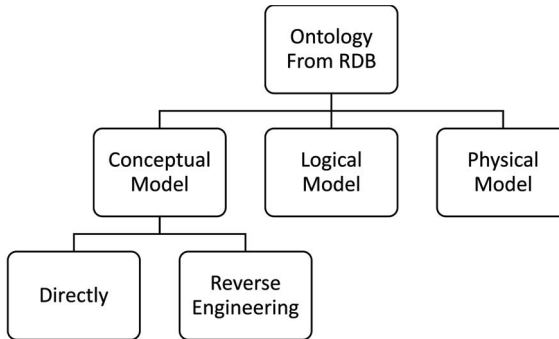 Ontology
From RDB
Conceptual
Model
Logical
Model
Physical
Model
Directly
Reverse
Engineering